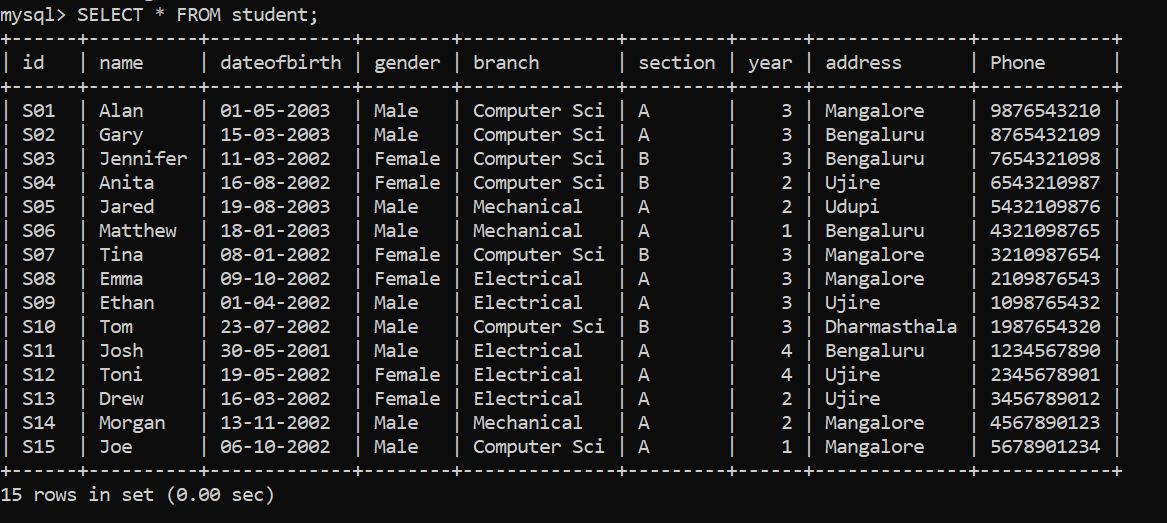 mysql> SELECT * FROM student;
+------+----------+-------------+--------+--------------+---------+------+--------------+------------+
| id   | name     | dateofbirth | gender | branch       | section | year | address      | Phone      |
+------+----------+-------------+--------+--------------+---------+------+--------------+------------+
| S01  | Alan     | 01-05-2003  | Male   | Computer Sci | A       |    3 | Mangalore    | 9876543210 |
| S02  | Gary     | 15-03-2003  | Male   | Computer Sci | A       |    3 | Bengaluru    | 8765432109 |
| S03  | Jennifer | 11-03-2002  | Female | Computer Sci | B       |    3 | Bengaluru    | 7654321098 |
| S04  | Anita    | 16-08-2002  | Female | Computer Sci | B       |    2 | Ujire        | 6543210987 |
| S05  | Jared    | 19-08-2003  | Male   | Mechanical   | A       |    2 | Udupi        | 5432109876 |
| S06  | Matthew  | 18-01-2003  | Male   | Mechanical   | A       |    1 | Bengaluru    | 4321098765 |
| S07  | Tina     | 08-01-2002  | Female | Computer Sci | B       |    3 | Mangalore    | 3210987654 |
| S08  | Emma     | 09-10-2002  | Female | Electrical   | A       |    3 | Mangalore    | 2109876543 |
| S09  | Ethan    | 01-04-2002  | Male   | Electrical   | A       |    3 | Ujire        | 1098765432 |
| S10  | Tom      | 23-07-2002  | Male   | Computer Sci | B       |    3 | Dharmasthala | 1987654320 |
| S11  | Josh     | 30-05-2001  | Male   | Electrical   | A       |    4 | Bengaluru    | 1234567890 |
| S12  | Toni     | 19-05-2002  | Female | Electrical   | A       |    4 | Ujire        | 2345678901 |
| S13  | Drew     | 16-03-2002  | Female | Electrical   | A       |    2 | Ujire        | 3456789012 |
| S14  | Morgan   | 13-11-2002  | Male   | Mechanical   | A       |    2 | Mangalore    | 4567890123 |
| S15  | Joe      | 06-10-2002  | Male   | Computer Sci | A       |    1 | Mangalore    | 5678901234 |
+------+----------+-------------+--------+--------------+---------+------+--------------+------------+
15 rows in set (0.00 sec)